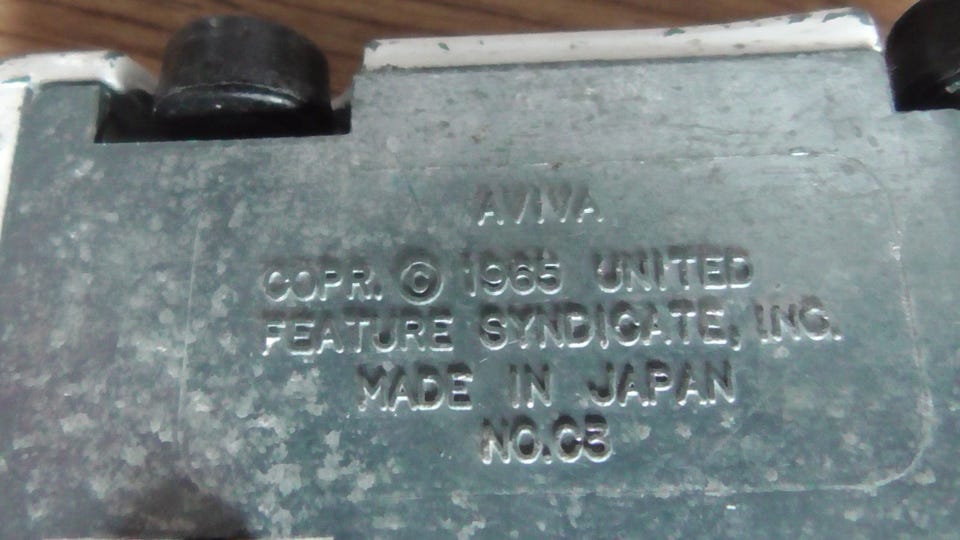 AVIVA
COPR. © 1965 UNITED
FEATURE SYNDICATE, INC.
MADE IN JAPAN
NO.C5